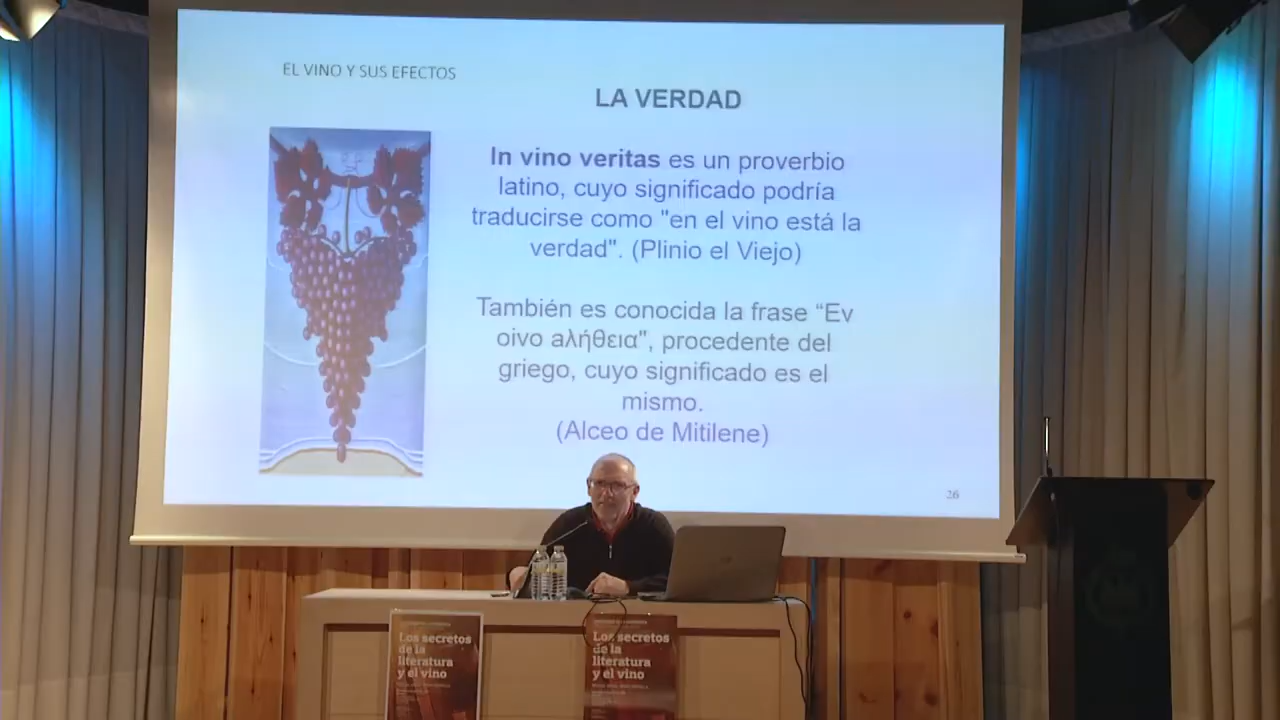 EL VINO Y SUS EFECTOS
LA VERDAD
In vino veritas es un proverbio
latino, cuyo significado podría
traducirse como "en el vino está la
verdad". (Plinio el Viejo)
También es conocida la frase “Εv
οivo αλήθεια", procedente del
griego, cuyo significado es el
mismo.
(Alceo de Mitilene)
26
Los secretos
de la
literatura
y el vino
Los secretos
de la
literatura
y el vino